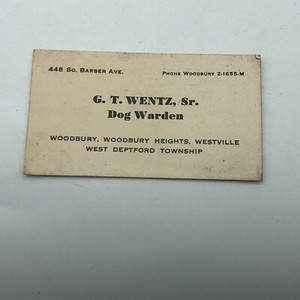 448 So. Barber Ave. Phone Woodbury 2-1655-M
G. T. WENTZ, Sr.
Dog Warden
WOODBURY, WOODBURY HEIGHTS, WESTVILLE
WEST DEPTFORD TOWNSHIP